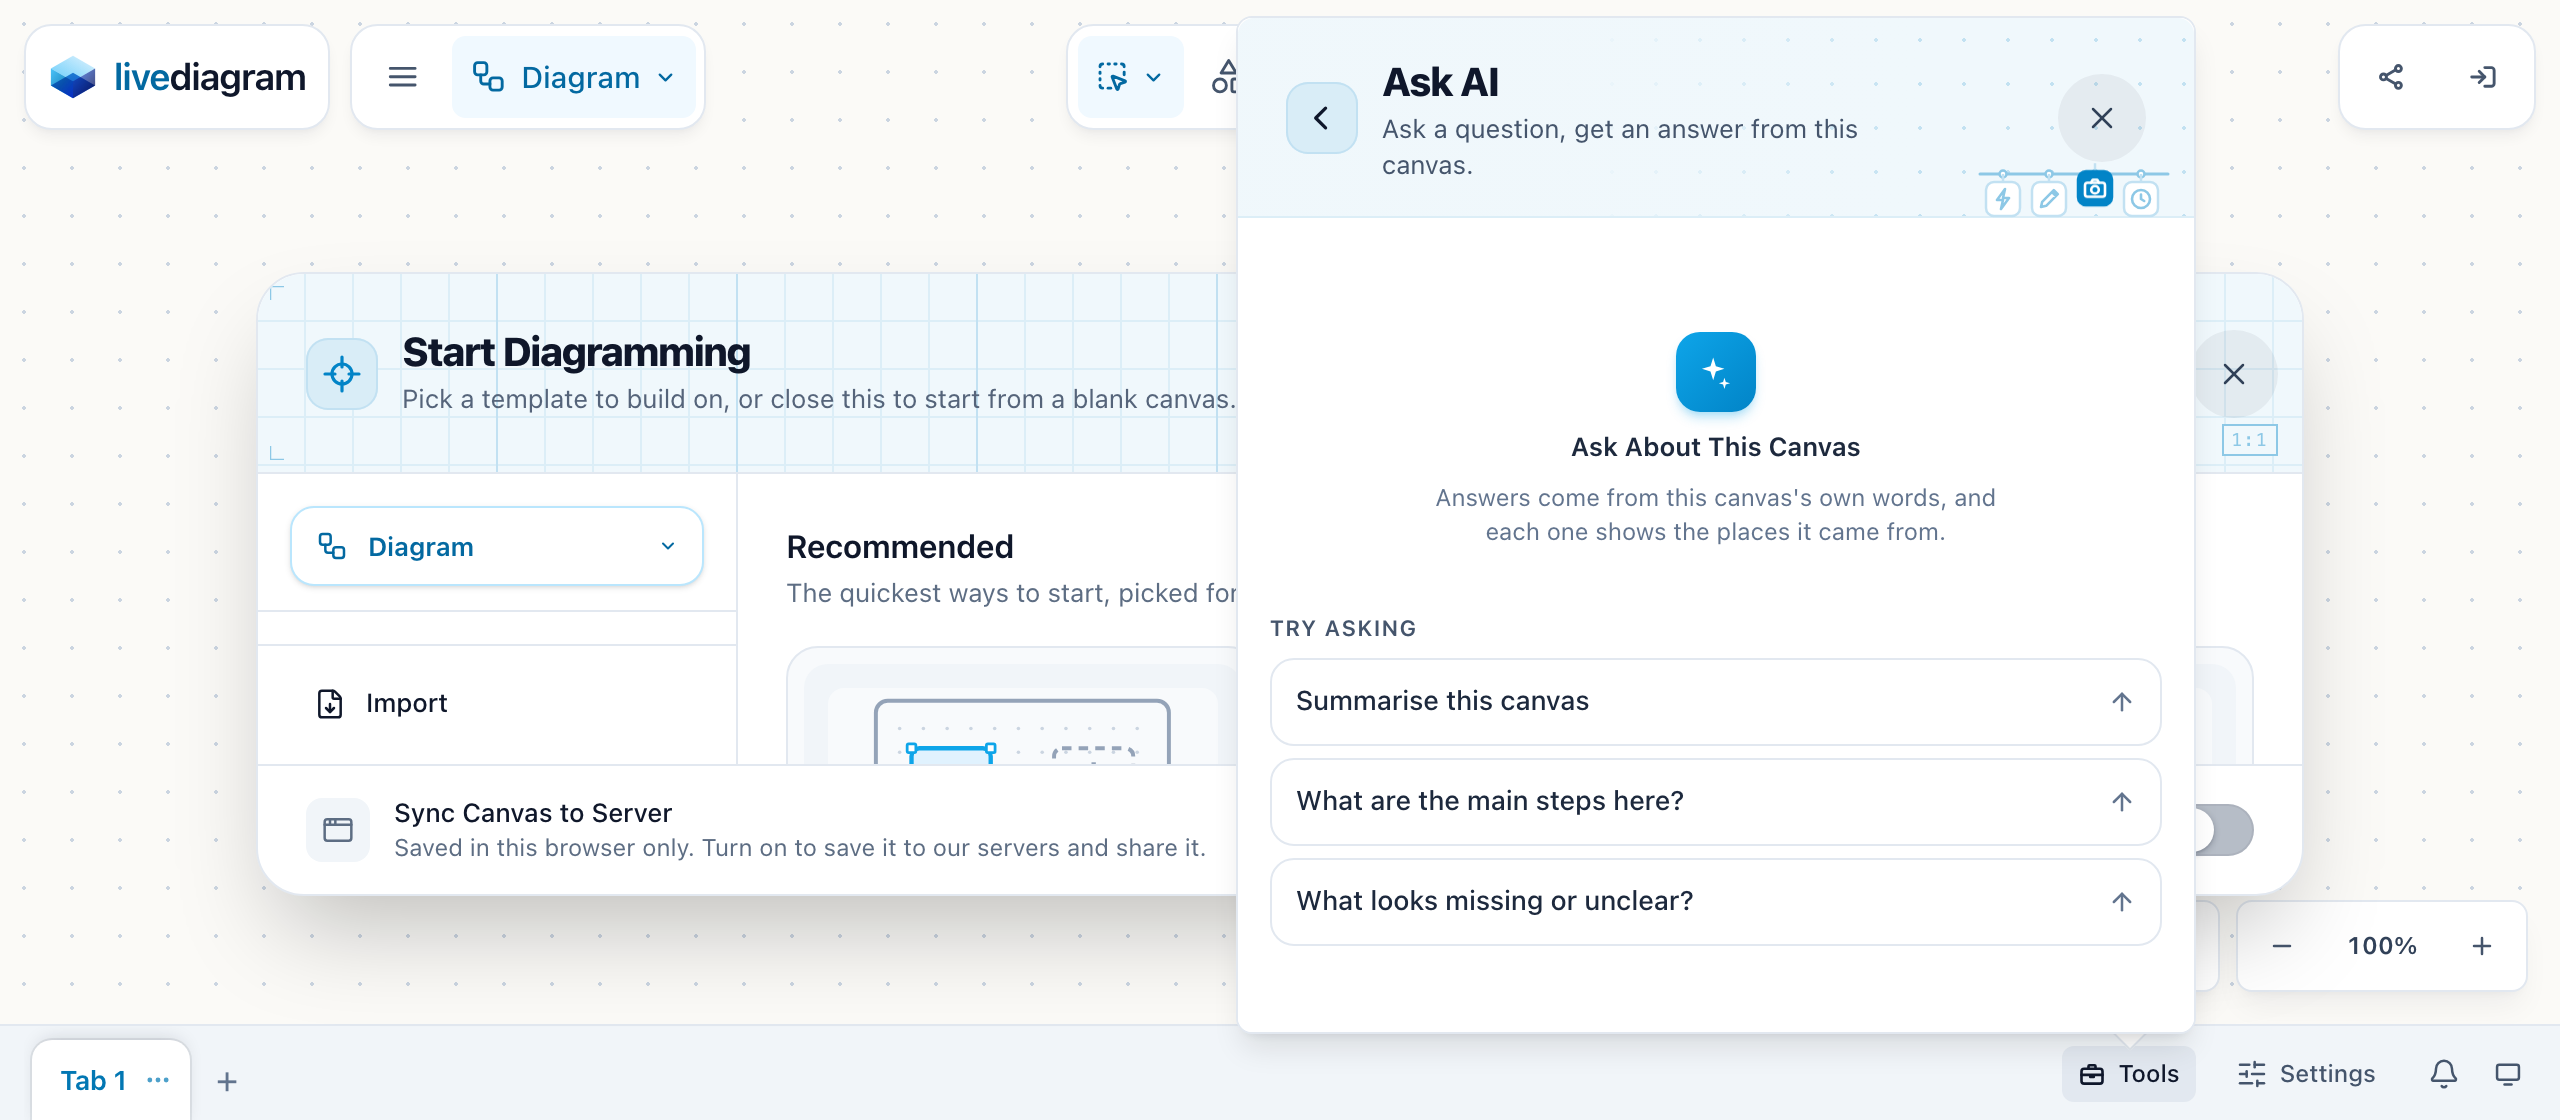 livediagram
Diagram
Ask AI
Ask a question, get an answer from this
canvas.
Start Diagramming
Pick a template to build on, or close this to start from a blank canvas.
1:1
Diagram
Import
Recommended
The quickest ways to start, picked for
Sync Canvas to Server
Saved in this browser only. Turn on to save it to our servers and share it.
Ask About This Canvas
Answers come from this canvas's own words, and
each one shows the places it came from.
TRY ASKING
Summarise this canvas
What are the main steps here?
What looks missing or unclear?
100%
Tab 1
Tools
Settings